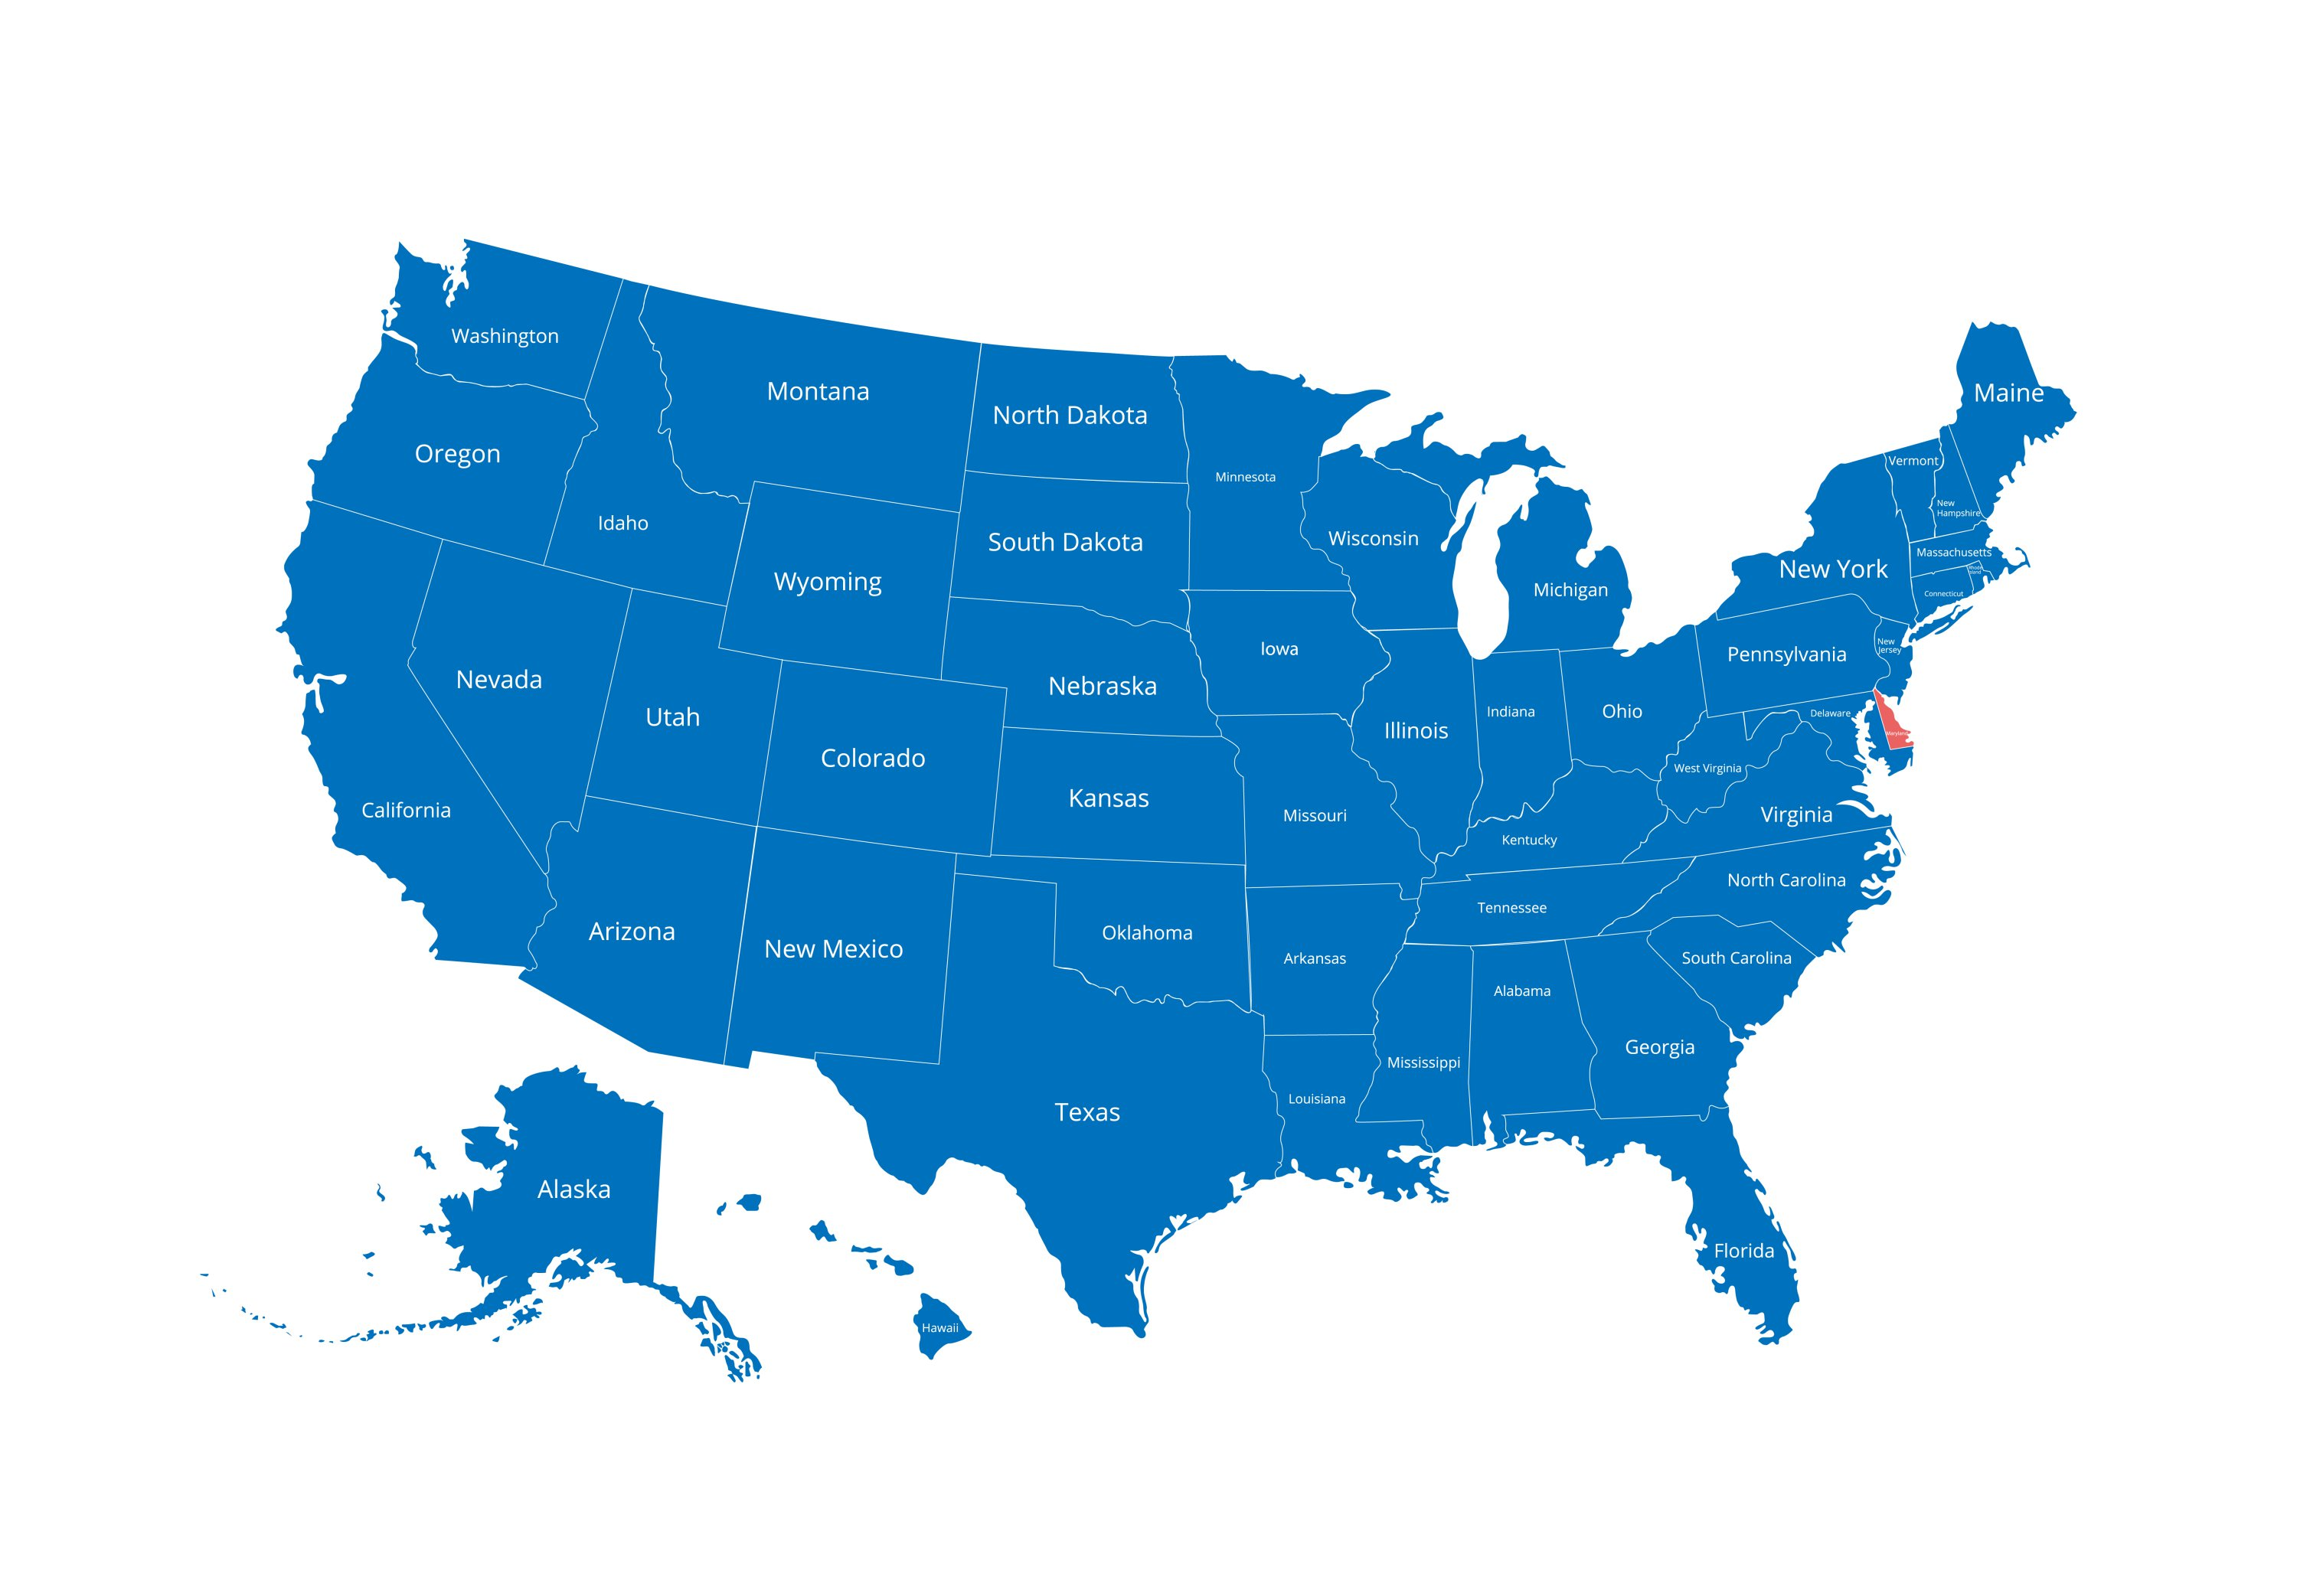 Washington
Montana
Maine
North Dakota
Oregon
Vermont
Minnesota
New
Hampshire
Idaho
Wisconsin
South Dakota
Massachusetts
New York
Rhode
Island
Wyoming
Michigan
Connecticut
New
Jersey
Iowa
Pennsylvania
Nevada
Nebraska
Indiana
Ohio
Delaware
Utah
Illinois
Maryland
Colorado
West Virginia
Kansas
California
Missouri
Virginia
Kentucky
North Carolina
Tennessee
Arizona
Oklahoma
New Mexico
Arkansas
South Carolina
Alabama
Georgia
Mississippi
Louisiana
Texas
Alaska
Florida
Hawaii